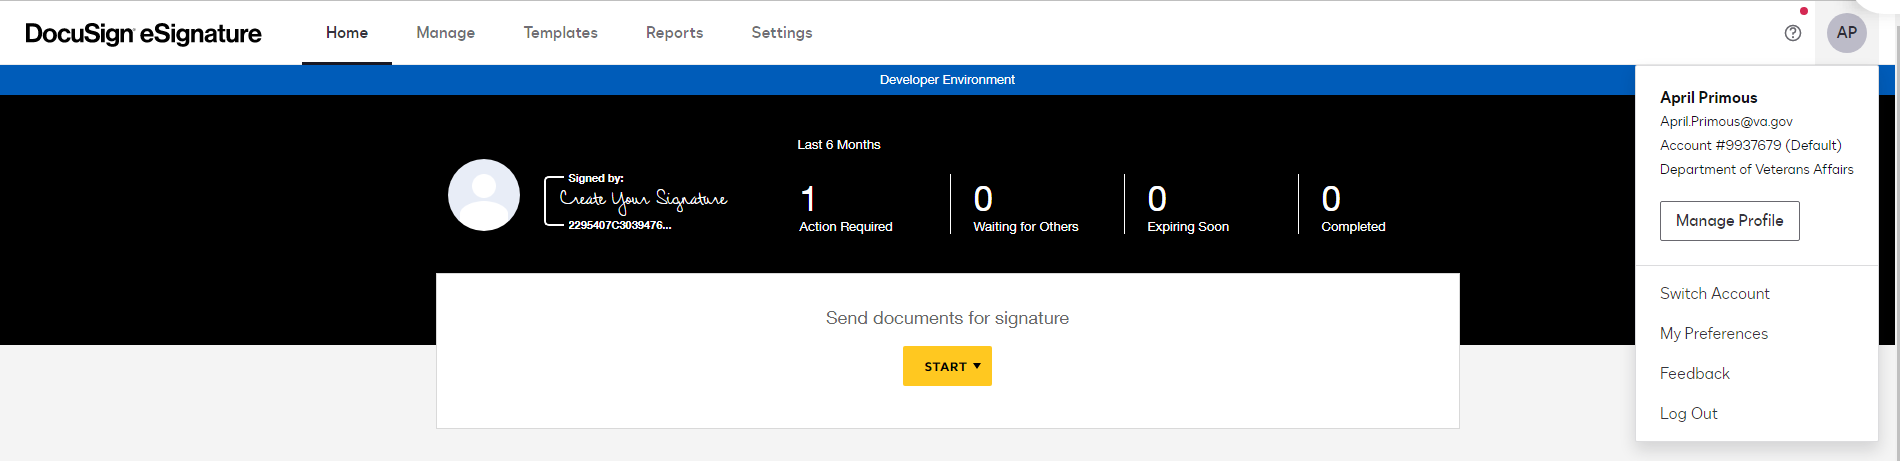 DocuSign eSignature
Home
Manage
Templates
Reports
Settings
AP
Developer Environment
April Primous
April.Primous@va.gov
Account #9937679 (Default)
Department of Veterans Affairs
Manage Profile
Switch Account
My Preferences
Feedback
Log Out
Signed by:
Create Your Signature
2295407C3039476...
Last 6 Months
1
Action Required
0
Waiting for Others
0
Expiring Soon
0
Completed
Send documents for signature
START